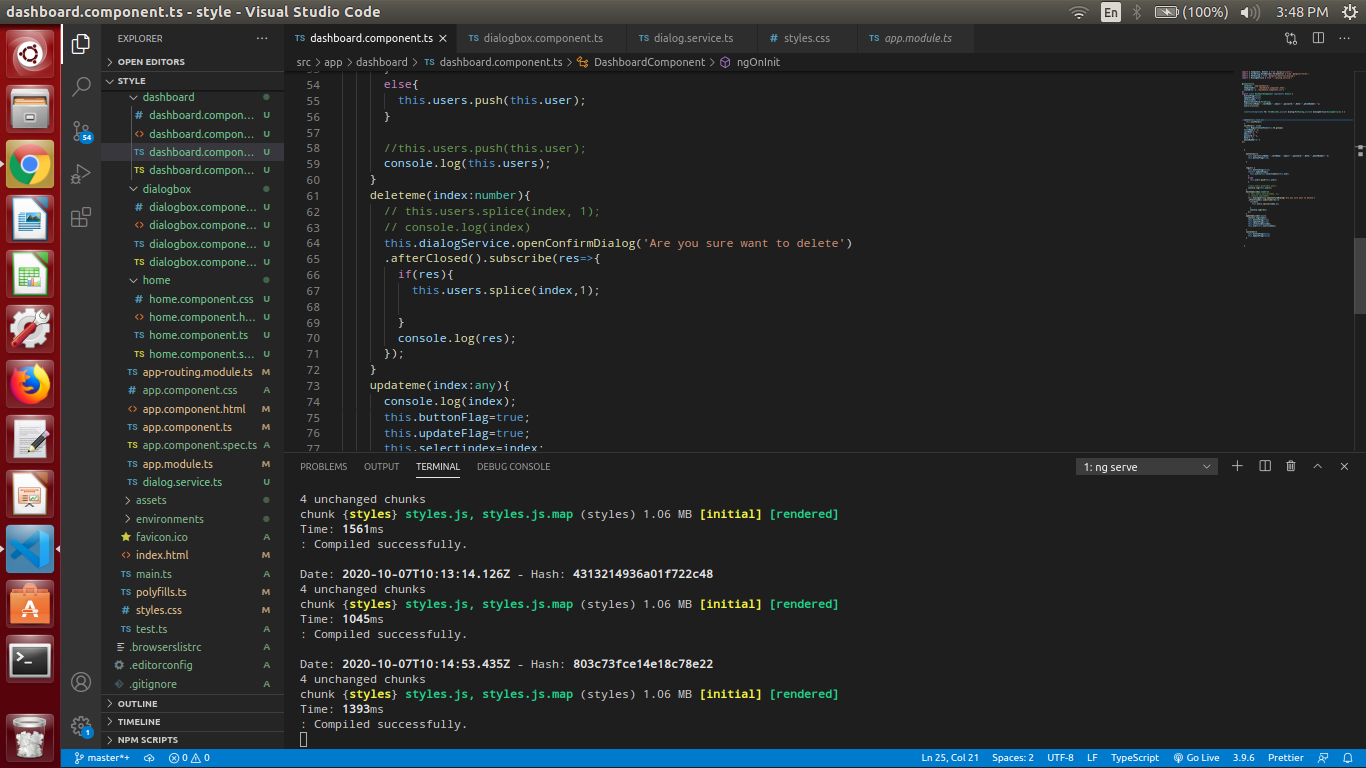 dashboard.component.ts - style - Visual Studio Code
En
(100%)
3:48 PM
EXPLORER
OPEN EDITORS
STYLE
dashboard
# dashboard.compon... U
<> dashboard.compon... U
TS dashboard.compon... U
TS dashboard.compon... U
dialogbox
# dialogbox.compone... U
<> dialogbox.compone... U
TS dialogbox.compone... U
TS dialogbox.compone... U
home
# home.component.css U
<> home.component.h... U
TS home.component.ts U
TS home.component.s... U
TS app-routing.module.ts M
# app.component.css A
<> app.component.html M
TS app.component.ts M
TS app.component.spec.ts A
TS app.module.ts M
TS dialog.service.ts U
assets
environments
favicon.ico A
<> index.html M
TS main.ts A
TS polyfills.ts M
# styles.css M
TS test.ts A
.browserslistrc A
.editorconfig A
.gitignore A
OUTLINE
TIMELINE
NPM SCRIPTS
54
1
TS dashboard.component.ts
TS dialogbox.component.ts
TS dialog.service.ts
# styles.css
TS app.module.ts
src > app > dashboard > TS dashboard.component.ts > DashboardComponent > ngOnInit
54 else{
55 this.users.push(this.user);
56 }
57
58 //this.users.push(this.user);
59 console.log(this.users);
60 }
61 deleteme(index:number){
62 // this.users.splice(index, 1);
63 // console.log(index)
64 this.dialogService.openConfirmDialog('Are you sure want to delete')
65 .afterClosed().subscribe(res=>{
66 if(res){
67 this.users.splice(index,1);
68
69 }
70 console.log(res);
71 });
72 }
73 updateme(index:any){
74 console.log(index);
75 this.buttonFlag=true;
76 this.updateFlag=true;
77 this.selectindex=index;
PROBLEMS OUTPUT TERMINAL DEBUG CONSOLE
1: ng serve
4 unchanged chunks
chunk {styles} styles.js, styles.js.map (styles) 1.06 MB [initial] [rendered]
Time: 1561ms
: Compiled successfully.
Date: 2020-10-07T10:13:14.126Z - Hash: 4313214936a01f722c48
4 unchanged chunks
chunk {styles} styles.js, styles.js.map (styles) 1.06 MB [initial] [rendered]
Time: 1045ms
: Compiled successfully.
Date: 2020-10-07T10:14:53.435Z - Hash: 803c73fce14e18c78e22
4 unchanged chunks
chunk {styles} styles.js, styles.js.map (styles) 1.06 MB [initial] [rendered]
Time: 1393ms
: Compiled successfully.
master*+
0 0
Ln 25, Col 21
Spaces: 2
UTF-8
LF
TypeScript
Go Live
3.9.6
Prettier